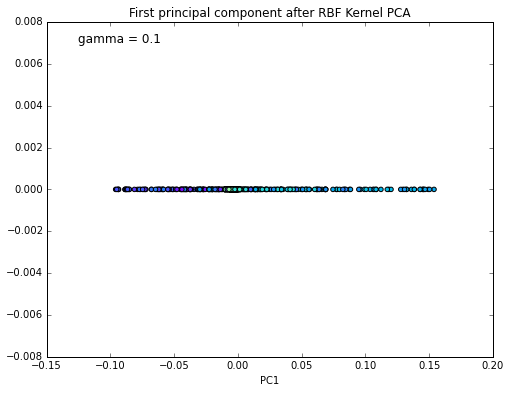 First principal component after RBF Kernel PCA
gamma = 0.1
0.008
0.006
0.004
0.002
0.000
−0.002
−0.004
−0.006
−0.008
−0.15 −0.10 −0.05 0.00 0.05 0.10 0.15 0.20
PC1